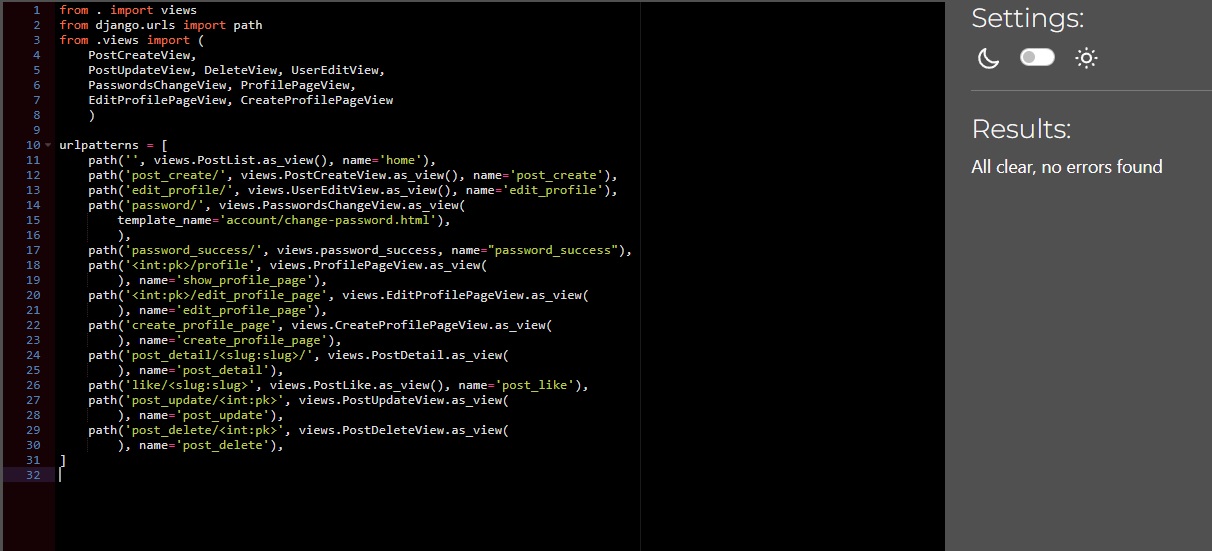 1 from . import views
2 from django.urls import path
3 from .views import (
4     PostCreateView,
5     PostUpdateView, DeleteView, UserEditView,
6     PasswordsChangeView, ProfilePageView,
7     EditProfilePageView, CreateProfilePageView
8     )
9
10 urlpatterns = [
11     path('', views.PostList.as_view(), name='home'),
12     path('post_create/', views.PostCreateView.as_view(), name='post_create'),
13     path('edit_profile/', views.UserEditView.as_view(), name='edit_profile'),
14     path('password/', views.PasswordsChangeView.as_view(
15         template_name='account/change-password.html'),
16         ),
17     path('password_success/', views.password_success, name="password_success"),
18     path('<int:pk>/profile', views.ProfilePageView.as_view(
19         ), name='show_profile_page'),
20     path('<int:pk>/edit_profile_page', views.EditProfilePageView.as_view(
21         ), name='edit_profile_page'),
22     path('create_profile_page', views.CreateProfilePageView.as_view(
23         ), name='create_profile_page'),
24     path('post_detail/<slug:slug>/', views.PostDetail.as_view(
25         ), name='post_detail'),
26     path('like/<slug:slug>', views.PostLike.as_view(), name='post_like'),
27     path('post_update/<int:pk>', views.PostUpdateView.as_view(
28         ), name='post_update'),
29     path('post_delete/<int:pk>', views.PostDeleteView.as_view(
30         ), name='post_delete'),
31 ]
32
Settings:
Results:
All clear, no errors found